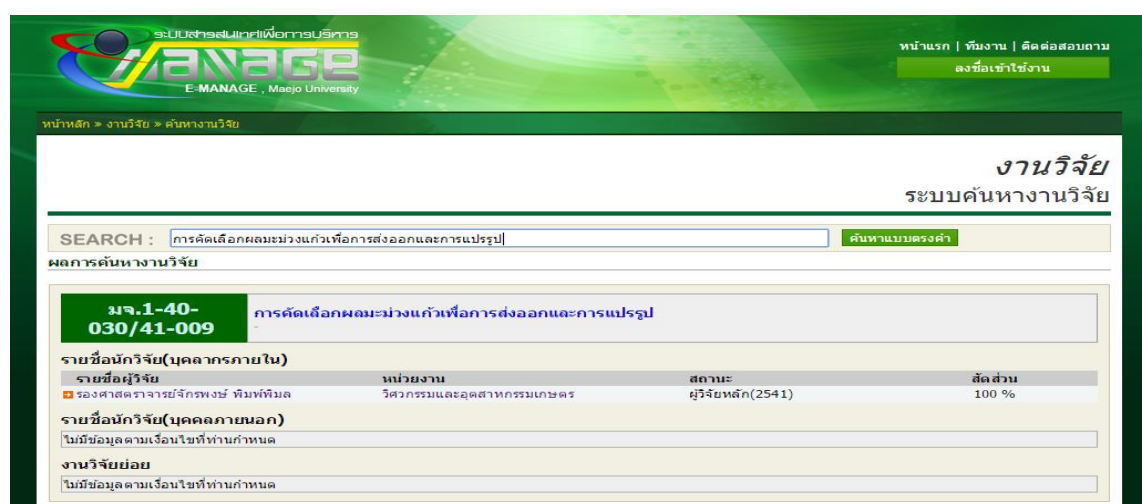 ระบบสารสนเทศเพื่อการบริหาร
E-MANAGE , Maejo University
หน้าแรก | ทีมงาน | ติดต่อสอบถาม
ลงชื่อเข้าใช้งาน
หน้าหลัก » งานวิจัย » ค้นหางานวิจัย
งานวิจัย
ระบบค้นหางานวิจัย
SEARCH : การคัดเลือกผลมะม่วงแก้วเพื่อการส่งออกและการแปรรูป ค้นหาแบบตรงคำ
ผลการค้นหางานวิจัย
มจ.1-40-
030/41-009
การคัดเลือกผลมะม่วงแก้วเพื่อการส่งออกและการแปรรูป
-
รายชื่อนักวิจัย(บุคลากรภายใน)
รายชื่อผู้วิจัย หน่วยงาน สถานะ สัดส่วน
รองศาสตราจารย์จักรพงษ์ พิมพ์พิมล วิศวกรรมและอุตสาหกรรมเกษตร ผู้วิจัยหลัก(2541) 100 %
รายชื่อนักวิจัย(บุคคลภายนอก)
ไม่มีข้อมูลตามเงื่อนไขที่ท่านกำหนด
งานวิจัยย่อย
ไม่มีข้อมูลตามเงื่อนไขที่ท่านกำหนด